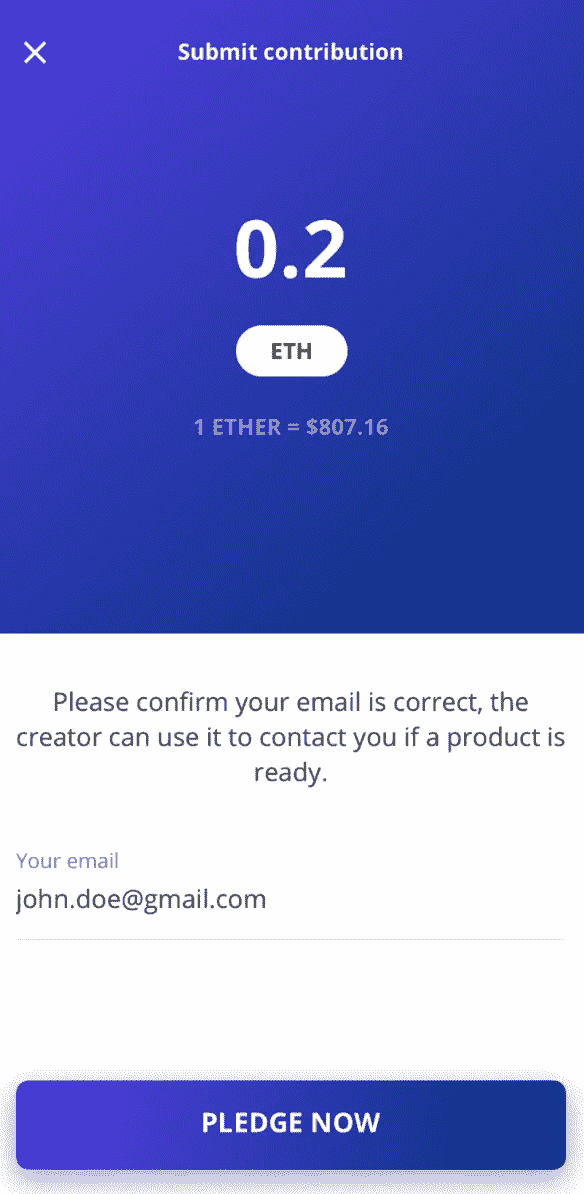 Submit contribution
0.2
ETH
1 ETHER = $807.16
Please confirm your email is correct, the
creator can use it to contact you if a product is
ready.
Your email
john.doe@gmail.com
PLEDGE NOW